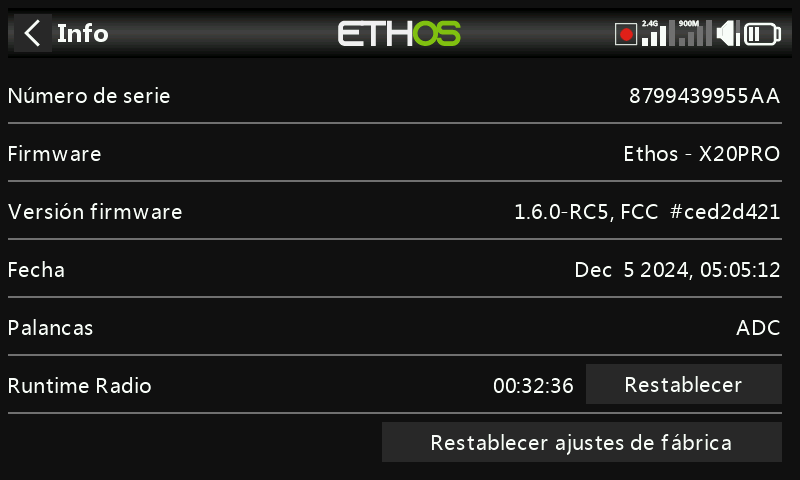 Info
ETHOS
2.4G
900M
Número de serie 8799439955AA
Firmware Ethos - X20PRO
Versión firmware 1.6.0-RC5, FCC #ced2d421
Fecha Dec 5 2024, 05:05:12
Palancas ADC
Runtime Radio 00:32:36 Restablecer
Restablecer ajustes de fábrica